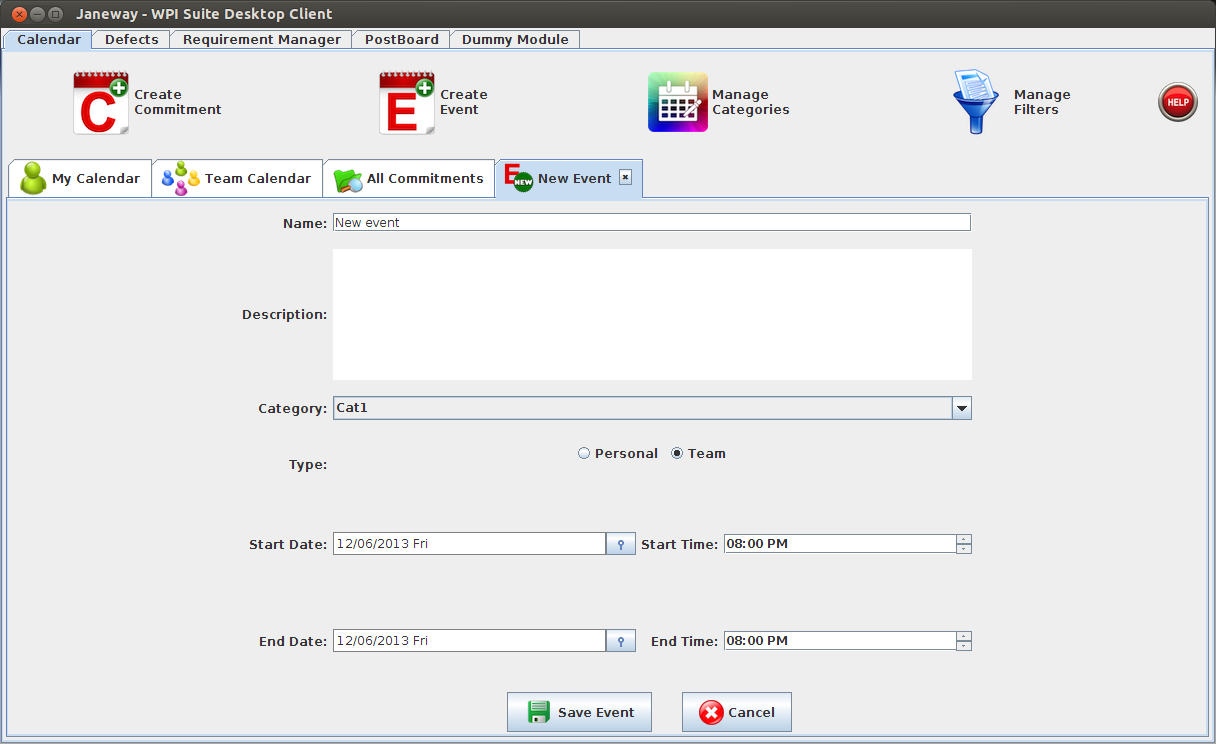 Janeway - WPI Suite Desktop Client
Calendar Defects Requirement Manager PostBoard Dummy Module
C Create
Commitment
E Create
Event
Manage
Categories
Manage
Filters
HELP
My Calendar Team Calendar All Commitments E NEW New Event
Name: New event
Description:
Category: Cat1
Type: Personal Team
Start Date: 12/06/2013 Fri Start Time: 08:00 PM
End Date: 12/06/2013 Fri End Time: 08:00 PM
Save Event Cancel